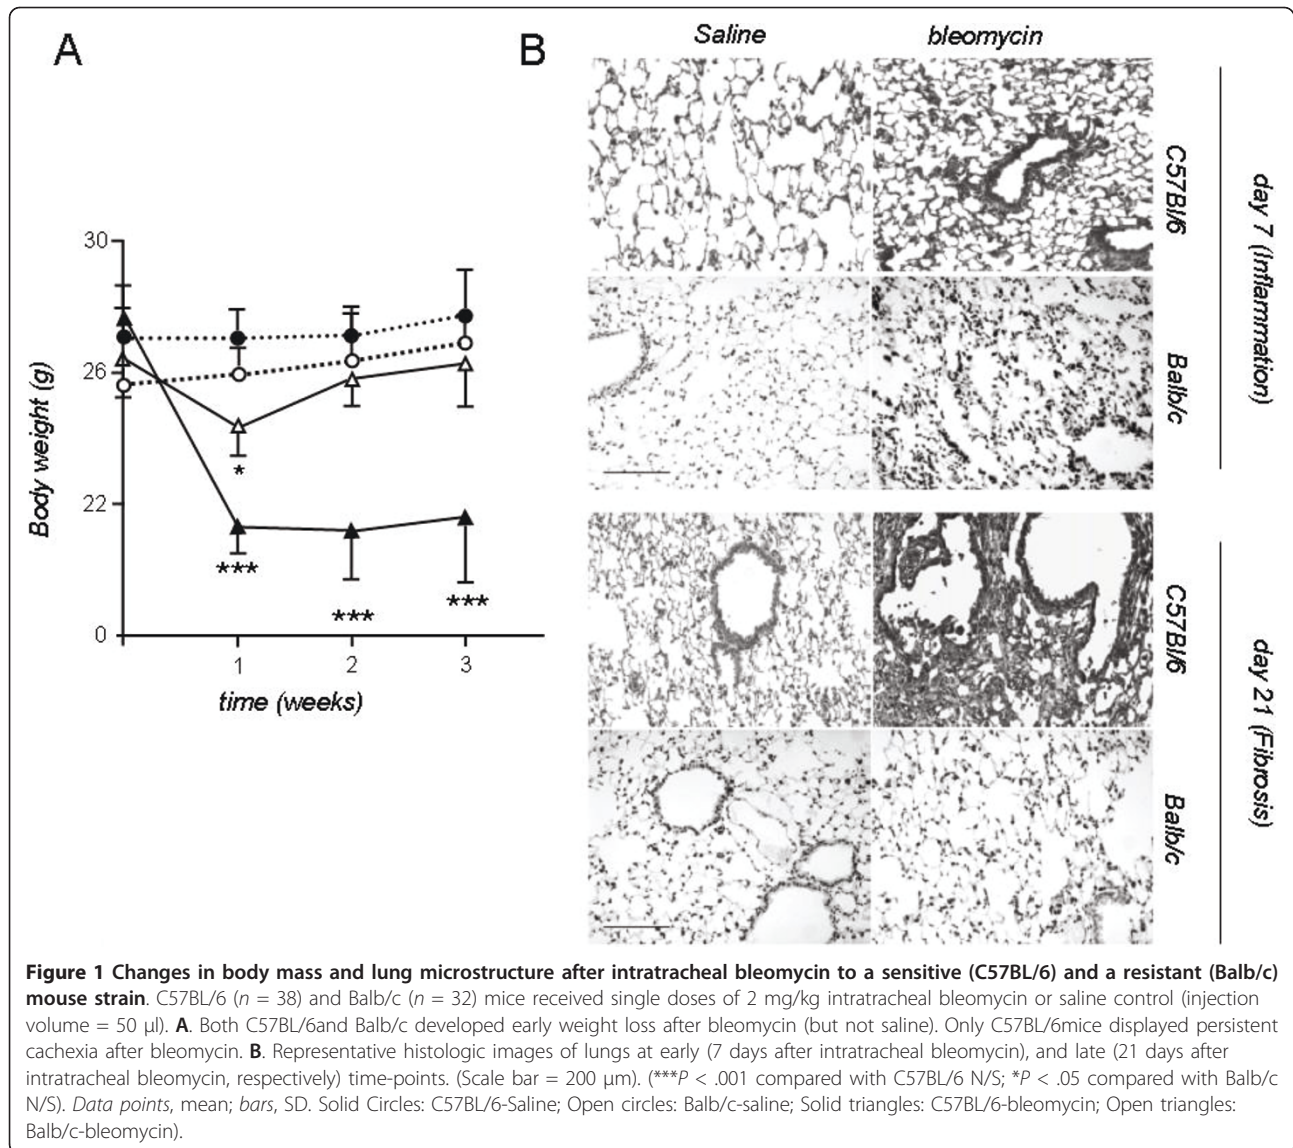 A
B
Saline
bleomycin
C57Bl/6
Balb/c
day 7 (Inflammation)
C57Bl/6
Balb/c
day 21 (Fibrosis)
Body weight (g)
30
26
22
0
*
***
***
***
1
2
3
time (weeks)
Figure 1 Changes in body mass and lung microstructure after intratracheal bleomycin to a sensitive (C57BL/6) and a resistant (Balb/c)
mouse strain. C57BL/6 (n = 38) and Balb/c (n = 32) mice received single doses of 2 mg/kg intratracheal bleomycin or saline control (injection
volume = 50 μl). A. Both C57BL/6and Balb/c developed early weight loss after bleomycin (but not saline). Only C57BL/6mice displayed persistent
cachexia after bleomycin. B. Representative histologic images of lungs at early (7 days after intratracheal bleomycin), and late (21 days after
intratracheal bleomycin, respectively) time-points. (Scale bar = 200 μm). (***P < .001 compared with C57BL/6 N/S; *P < .05 compared with Balb/c
N/S). Data points, mean; bars, SD. Solid Circles: C57BL/6-Saline; Open circles: Balb/c-saline; Solid triangles: C57BL/6-bleomycin; Open triangles:
Balb/c-bleomycin).